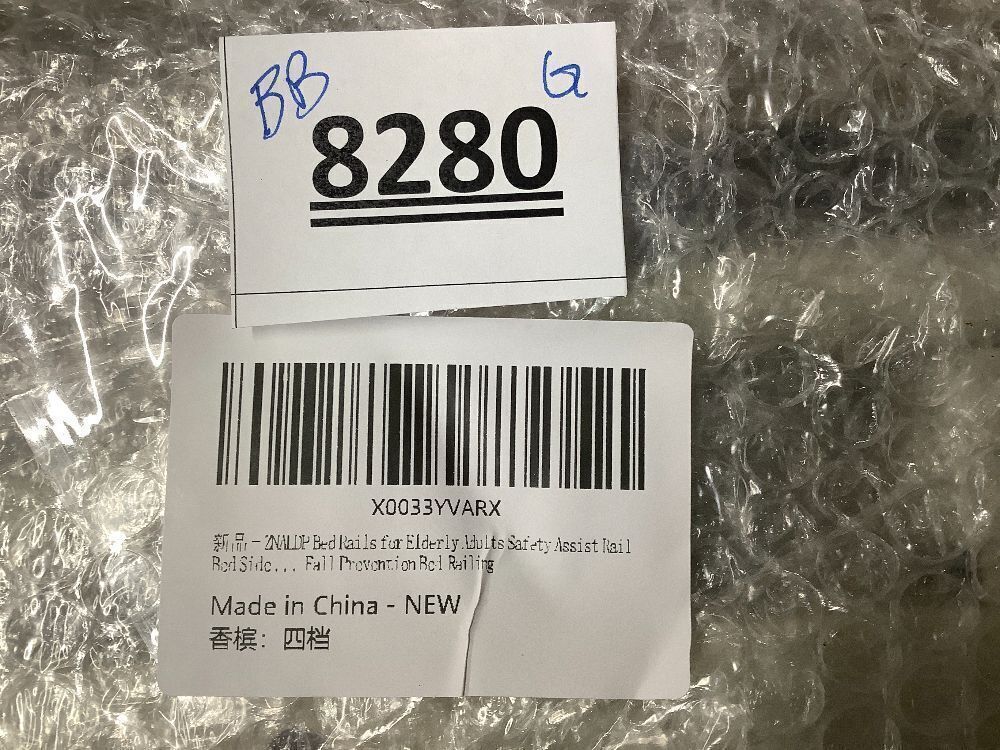 BB
G
8280
X0033YVARX
新品 - ZNALDP Bed Rails for Elderly Adults Safety Assist Rail
Bed Side... Fall Prevention Bed Railing
Made in China - NEW
香槟：四档